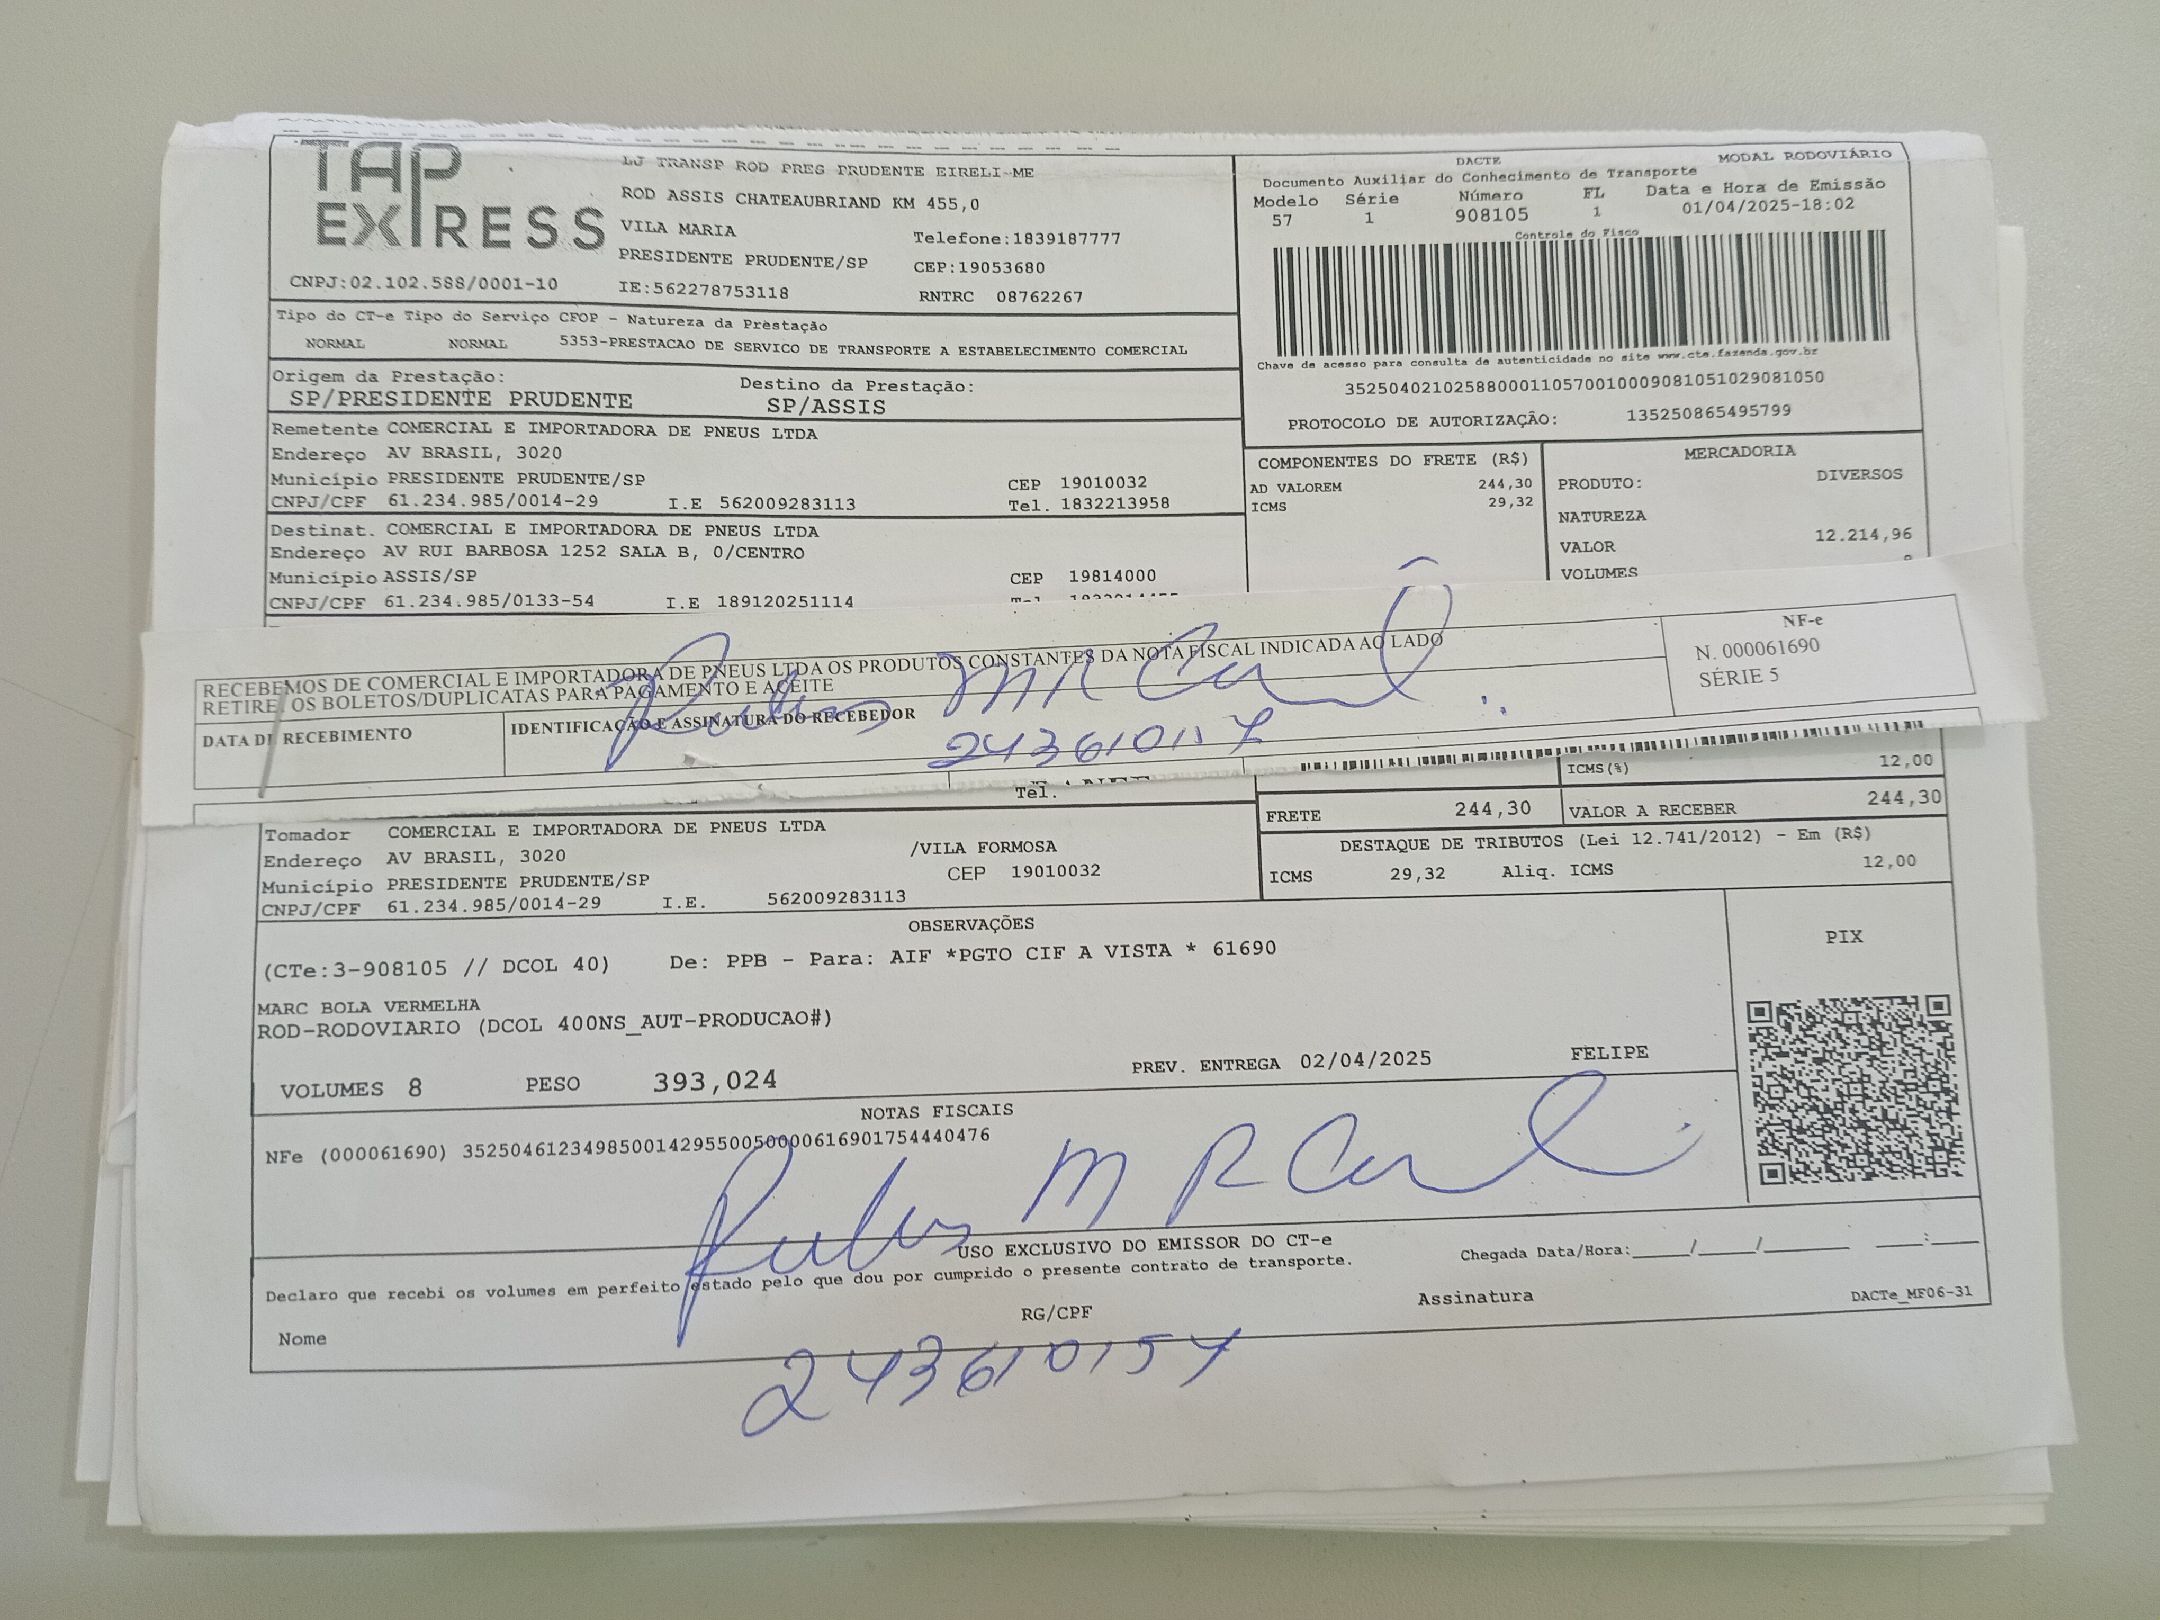 TAP EXPRESS
LJ TRANSP ROD PRES PRUDENTE EIRELI-ME
ROD ASSIS CHATEAUBRIAND KM 455,0
VILA MARIA Telefone:1839187777
PRESIDENTE PRUDENTE/SP CEP:19053680
CNPJ:02.102.588/0001-10 IE:562278753118 RNTRC 08762267
DACTE MODAL RODOVIÁRIO
Documento Auxiliar do Conhecimento de Transporte
Modelo Série Número FL Data e Hora de Emissão
57 1 908105 1 01/04/2025-18:02
Controle do Fisco
Chave de acesso para consulta de autenticidade no site www.cte.fazenda.gov.br
35250402102588000110570010009081051029081050
PROTOCOLO DE AUTORIZAÇÃO: 135250865495799
Tipo do CT-e Tipo do Serviço CFOP - Natureza da Prestação
NORMAL NORMAL 5353-PRESTACAO DE SERVICO DE TRANSPORTE A ESTABELECIMENTO COMERCIAL
Origem da Prestação: Destino da Prestação:
SP/PRESIDENTE PRUDENTE SP/ASSIS
Remetente COMERCIAL E IMPORTADORA DE PNEUS LTDA
Endereço AV BRASIL, 3020
Município PRESIDENTE PRUDENTE/SP CEP 19010032
CNPJ/CPF 61.234.985/0014-29 I.E 562009283113 Tel. 1832213958
Destinat. COMERCIAL E IMPORTADORA DE PNEUS LTDA
Endereço AV RUI BARBOSA 1252 SALA B, 0/CENTRO
Município ASSIS/SP CEP 19814000
CNPJ/CPF 61.234.985/0133-54 I.E 189120251114
COMPONENTES DO FRETE (R$)
AD VALOREM 244,30
ICMS 29,32
MERCADORIA
PRODUTO: DIVERSOS
NATUREZA
VALOR 12.214,96
VOLUMES
RECEBEMOS DE COMERCIAL E IMPORTADORA DE PNEUS LTDA OS PRODUTOS CONSTANTES DA NOTA FISCAL INDICADA AO LADO
RETIREI OS BOLETOS/DUPLICATAS PARA PAGAMENTO E ACEITE
DATA DE RECEBIMENTO IDENTIFICAÇÃO E ASSINATURA DO RECEBEDOR
NF-e
N. 000061690
SÉRIE 5
Tel.
ICMS(%) 12,00
FRETE 244,30 VALOR A RECEBER 244,30
Tomador COMERCIAL E IMPORTADORA DE PNEUS LTDA
Endereço AV BRASIL, 3020 /VILA FORMOSA
Município PRESIDENTE PRUDENTE/SP CEP 19010032
CNPJ/CPF 61.234.985/0014-29 I.E. 562009283113
DESTAQUE DE TRIBUTOS (Lei 12.741/2012) - Em (R$)
ICMS 29,32 Aliq. ICMS 12,00
OBSERVAÇÕES
(CTe:3-908105 // DCOL 40) De: PPB - Para: AIF *PGTO CIF A VISTA * 61690
MARC BOLA VERMELHA
ROD-RODOVIARIO (DCOL 400NS_AUT-PRODUCAO#)
VOLUMES 8 PESO 393,024 PREV. ENTREGA 02/04/2025 FELIPE
PIX
NOTAS FISCAIS
NFe (000061690) 35250461234985001429550050000616901754440476
USO EXCLUSIVO DO EMISSOR DO CT-e
Declaro que recebi os volumes em perfeito estado pelo que dou por cumprido o presente contrato de transporte.
Chegada Data/Hora:_____/_____/_______ ____:____
Nome RG/CPF Assinatura DACTe_MF06-31